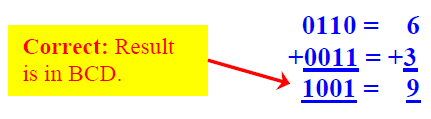 Correct: Result
is in BCD.
0110 = 6
+0011 = +3
1001 = 9